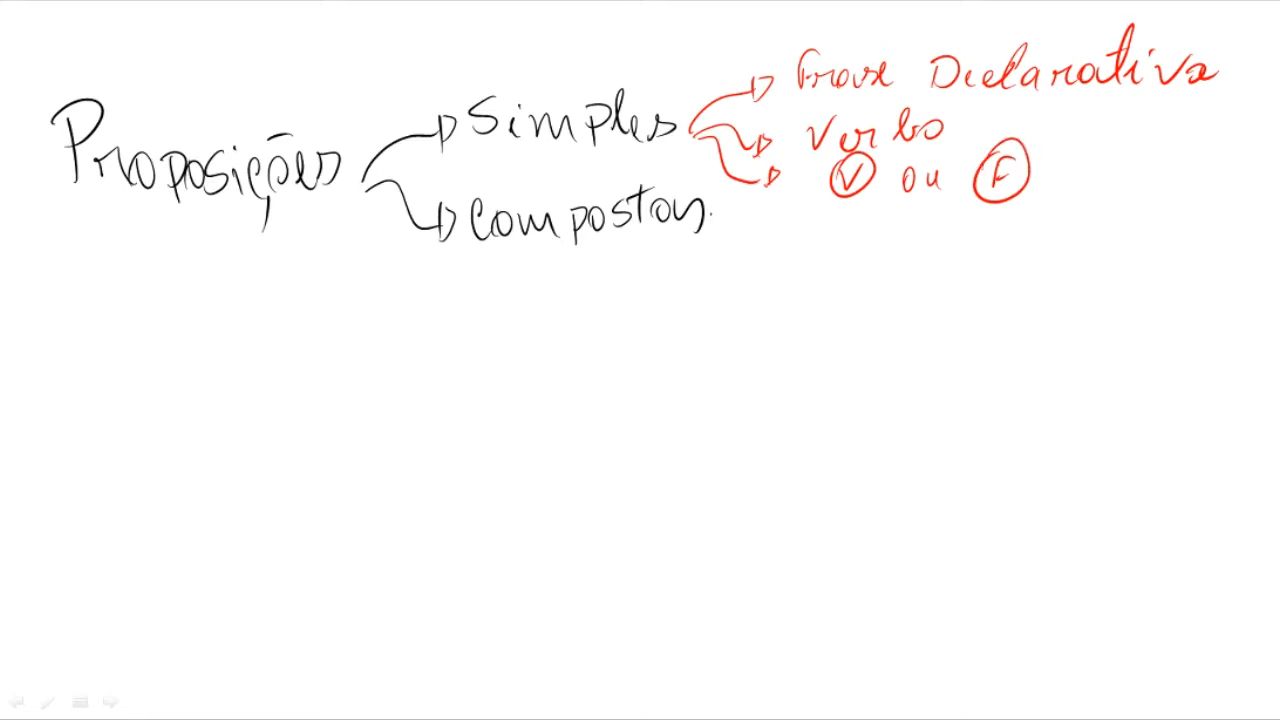 Proposições
Simples
Compostas.
Frase Declarativa
Verbo
V ou F